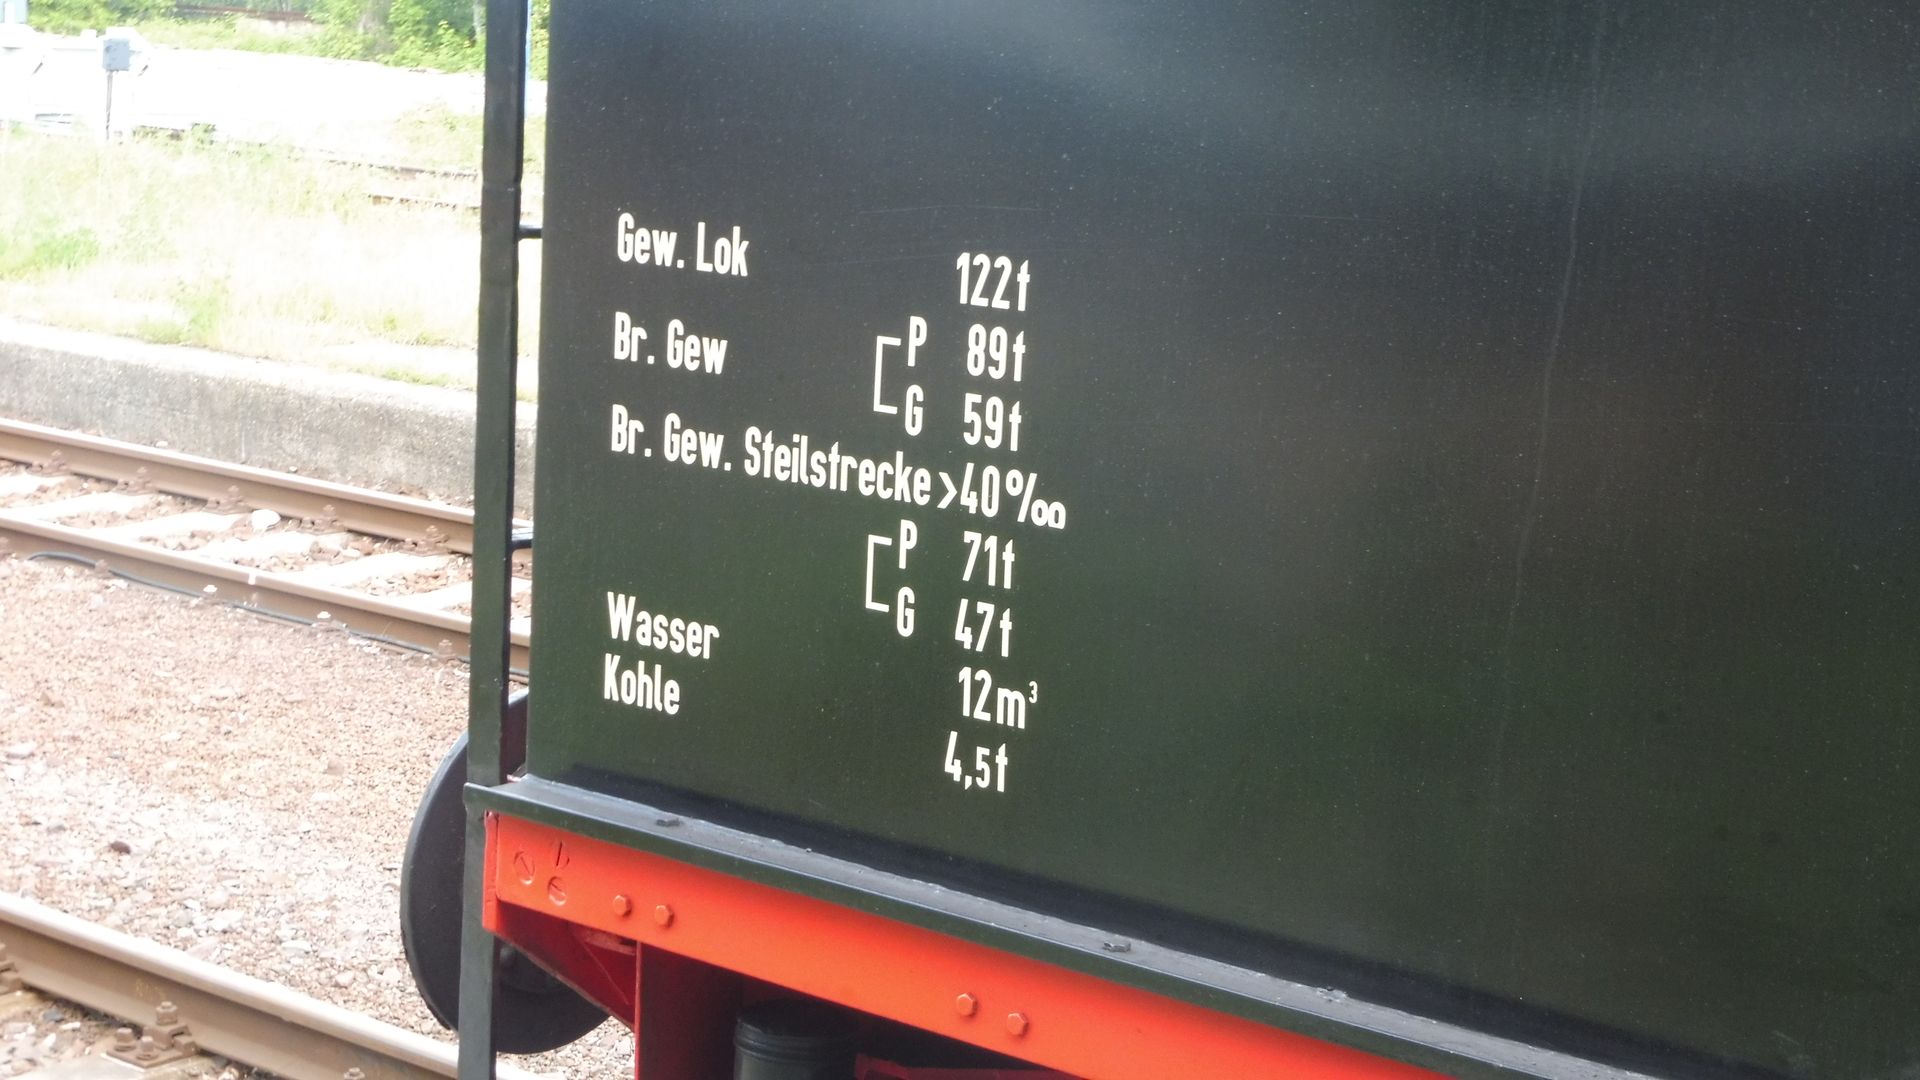 Gew. Lok 122t
Br. Gew P 89t
G 59t
Br. Gew. Steilstrecke >40‰
P 71t
G 47t
Wasser 12m³
Kohle 4,5t